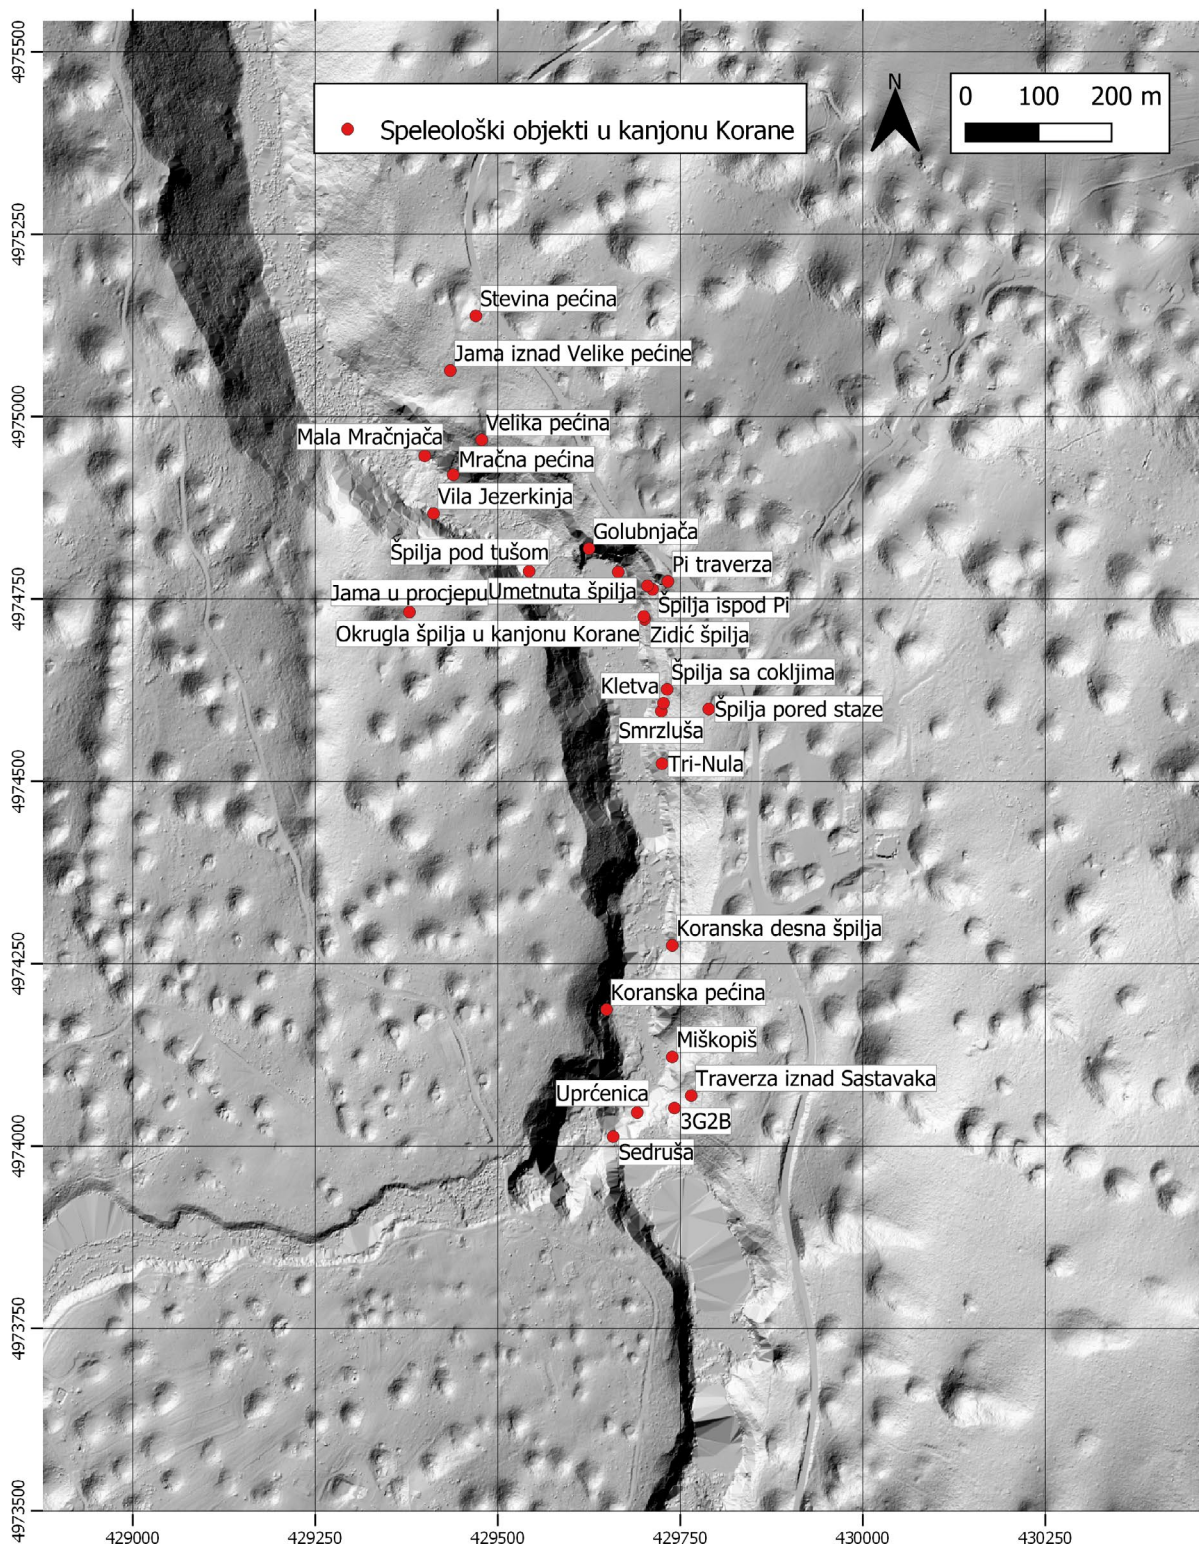 N
0 100 200 m
Speleološki objekti u kanjonu Korane
Stevina pećina
Jama iznad Velike pećine
Velika pećina
Mala Mračnjača
Mračna pećina
Vila Jezerkinja
Golubnjača
Špilja pod tušom
Pi traverza
Jama u procjepu
Umetnuta špilja
Špilja ispod Pi
Okrugla špilja u kanjonu Korane
Zidić špilja
Špilja sa cokljima
Kletva
Špilja pored staze
Smrzluša
Tri-Nula
Koranska desna špilja
Koranska pećina
Miškopiš
Traverza iznad Sastavaka
Uprćenica
3G2B
Sedruša
4975500
4975250
4975000
4974750
4974500
4974250
4974000
4973750
4973500
429000 429250 429500 429750 430000 430250